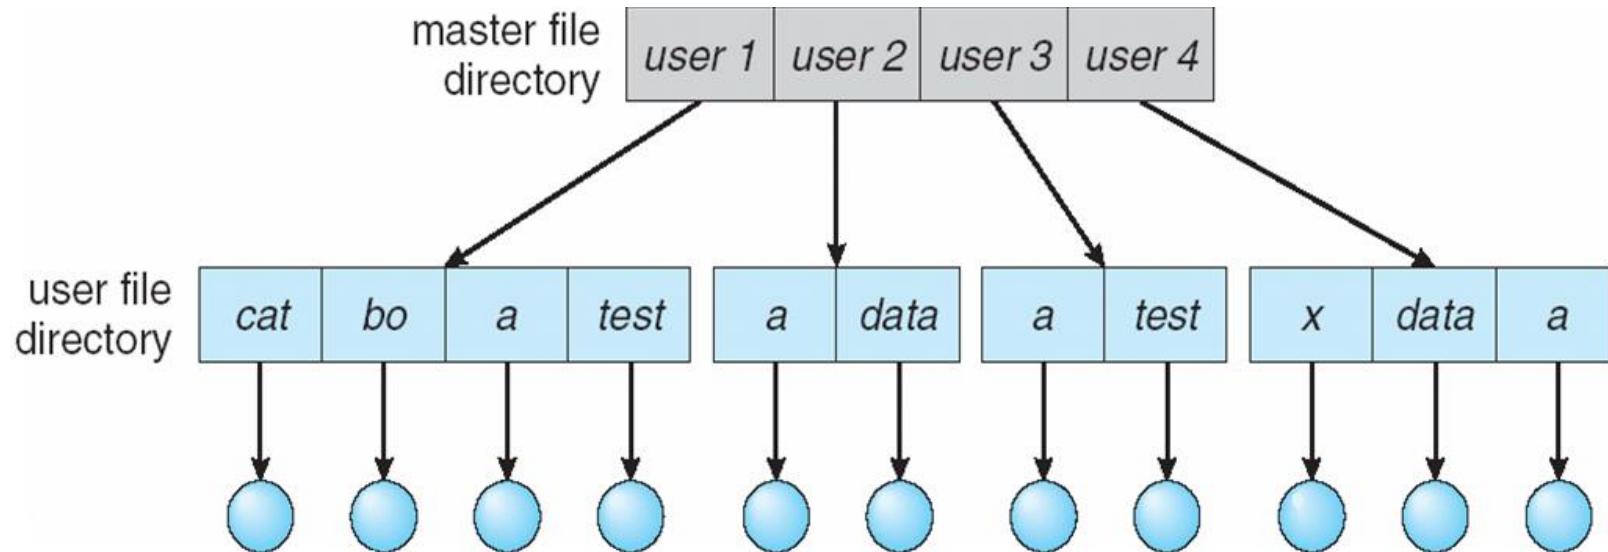 master file
directory
user 1 user 2 user 3 user 4
user file
directory
cat bo a test a data a test x data a